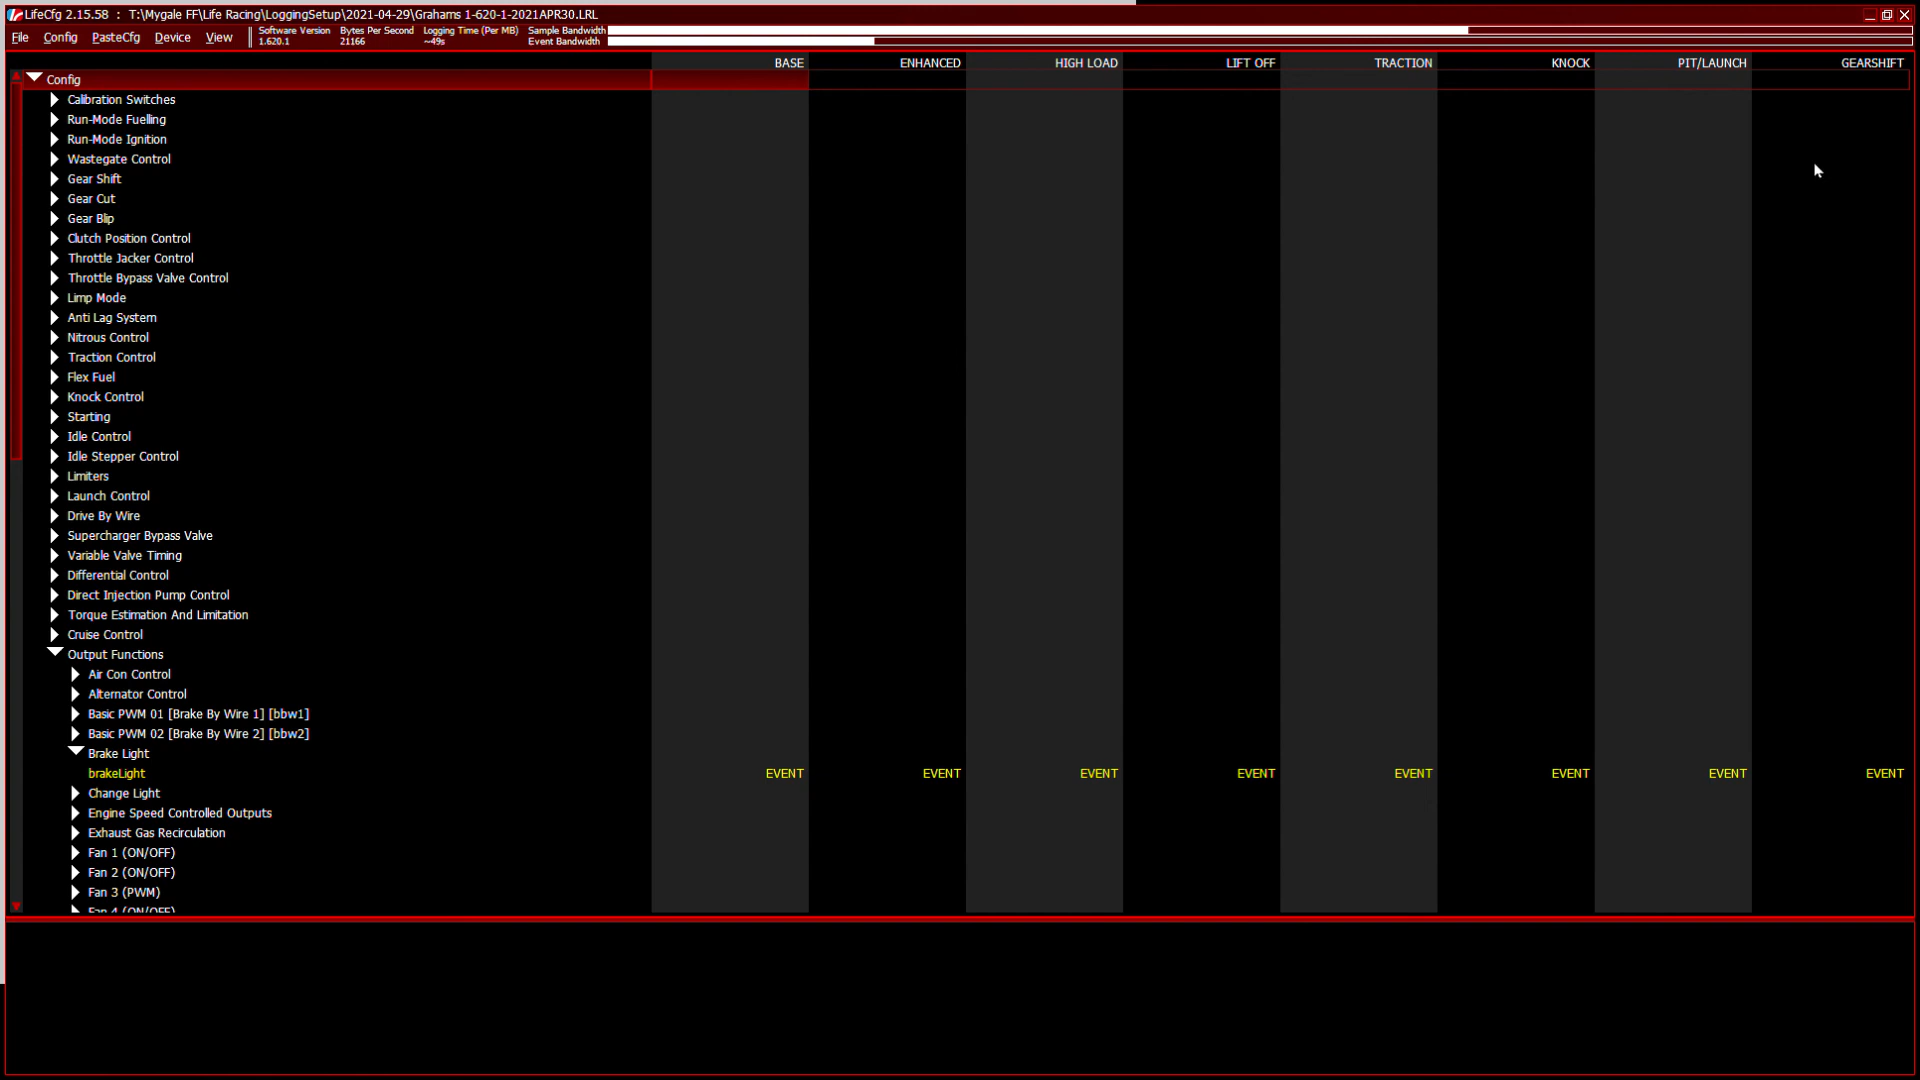 LifeCfg 2.15.58 : T:\Mygale FF\Life Racing\LoggingSetup\2021-04-29\Grahams 1-620-1-2021APR30.LRL
File Config PasteCfg Device View
Software Version Bytes Per Second Logging Time (Per MB) Sample Bandwidth
1.620.1 21166 ~49s Event Bandwidth
BASE ENHANCED HIGH LOAD LIFT OFF TRACTION KNOCK PIT/LAUNCH GEARSHIFT
Config
Calibration Switches
Run-Mode Fuelling
Run-Mode Ignition
Wastegate Control
Gear Shift
Gear Cut
Gear Blip
Clutch Position Control
Throttle Jacker Control
Throttle Bypass Valve Control
Limp Mode
Anti Lag System
Nitrous Control
Traction Control
Flex Fuel
Knock Control
Starting
Idle Control
Idle Stepper Control
Limiters
Launch Control
Drive By Wire
Supercharger Bypass Valve
Variable Valve Timing
Differential Control
Direct Injection Pump Control
Torque Estimation And Limitation
Cruise Control
Output Functions
Air Con Control
Alternator Control
Basic PWM 01 [Brake By Wire 1] [bbw1]
Basic PWM 02 [Brake By Wire 2] [bbw2]
Brake Light
brakeLight EVENT EVENT EVENT EVENT EVENT EVENT EVENT EVENT
Change Light
Engine Speed Controlled Outputs
Exhaust Gas Recirculation
Fan 1 (ON/OFF)
Fan 2 (ON/OFF)
Fan 3 (PWM)
Fan 4 (ON/OFF)